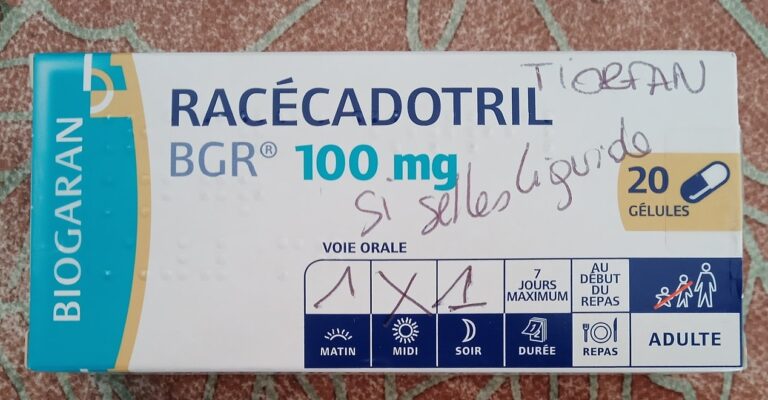 BIOGARAN
TIORFAN
RACÉCADOTRIL
BGR® 100 mg
si selles liquide
20
GÉLULES
VOIE ORALE
1 X 1
7
JOURS
MAXIMUM
AU
DÉBUT
DU
REPAS
MATIN MIDI SOIR DURÉE REPAS
ADULTE